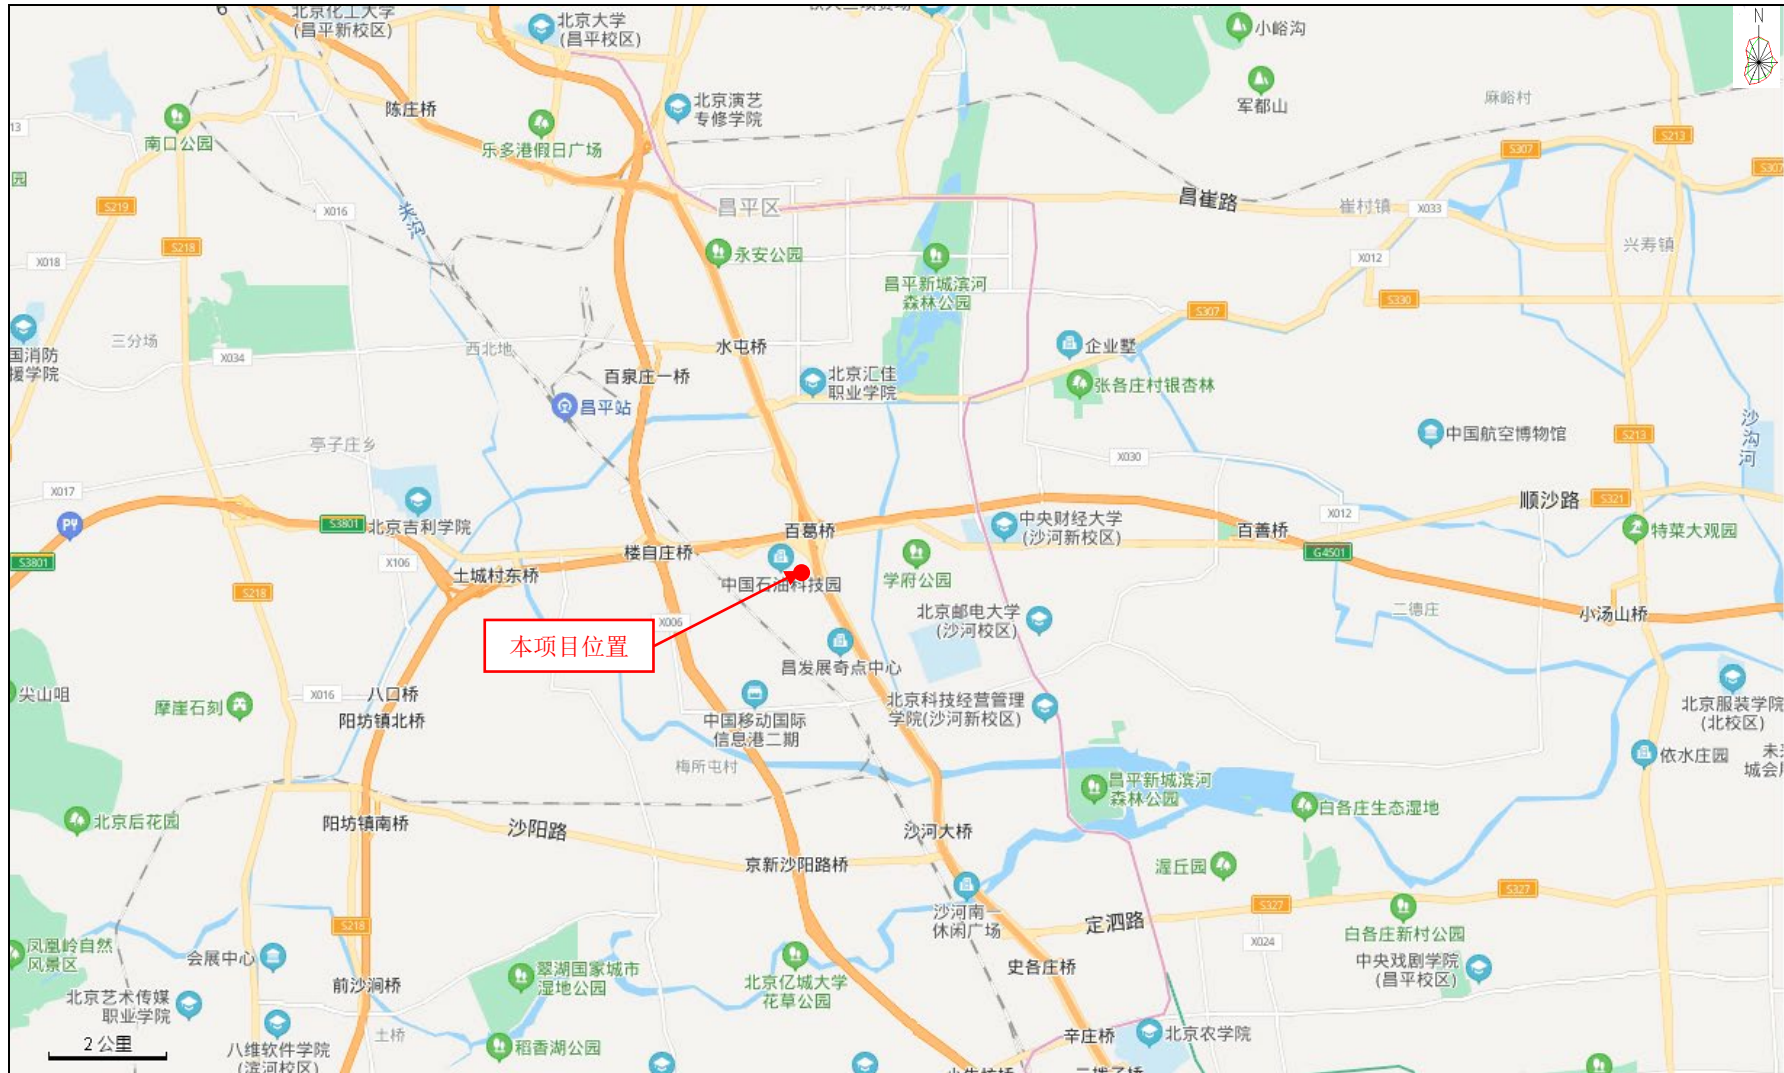 北京化工大学
(昌平新校区)
北京大学
(昌平校区)
小峪沟
N
军都山
麻峪村
陈庄桥
北京演艺
专修学院
乐多港假日广场
南口公园
13
S213
S307
S307
园
S219
X016
关沟
昌平区
昌崔路
崔村镇
X033
S218
X018
永安公园
昌平新城滨河
森林公园
X012
兴寿镇
S330
S307
国消防
援学院
三分场
X034
西北地
水屯桥
企业墅
百泉庄一桥
北京汇佳
职业学院
张各庄村银杏林
昌平站
亭子庄乡
中国航空博物馆
S213
沙沟河
X030
X017
北京吉利学院
S3801
顺沙路
S321
X012
百葛桥
中央财经大学
(沙河新校区)
百善桥
特菜大观园
S3801
X106
楼自庄桥
G4501
土城村东桥
中国石油科技园
学府公园
S218
本项目位置
X006
北京邮电大学
(沙河校区)
二德庄
小汤山桥
昌发展奇点中心
尖山咀
摩崖石刻
X016
八口桥
阳坊镇北桥
中国移动国际
信息港二期
北京科技经营管理
学院(沙河新校区)
北京服装学院
(北校区)
依水庄园
梅所屯村
昌平新城滨河
森林公园
白各庄生态湿地
北京后花园
阳坊镇南桥
沙阳路
沙河大桥
京新沙阳路桥
渥丘园
S327
S327
沙河南一
休闲广场
定泗路
S218
X024
白各庄新村公园
凤凰岭自然
风景区
会展中心
翠湖国家城市
湿地公园
史各庄桥
中央戏剧学院
(昌平校区)
前沙涧桥
北京亿城大学
花草公园
北京艺术传媒
职业学院
土桥
辛庄桥
北京农学院
2公里
八维软件学院
(滨河校区)
稻香湖公园